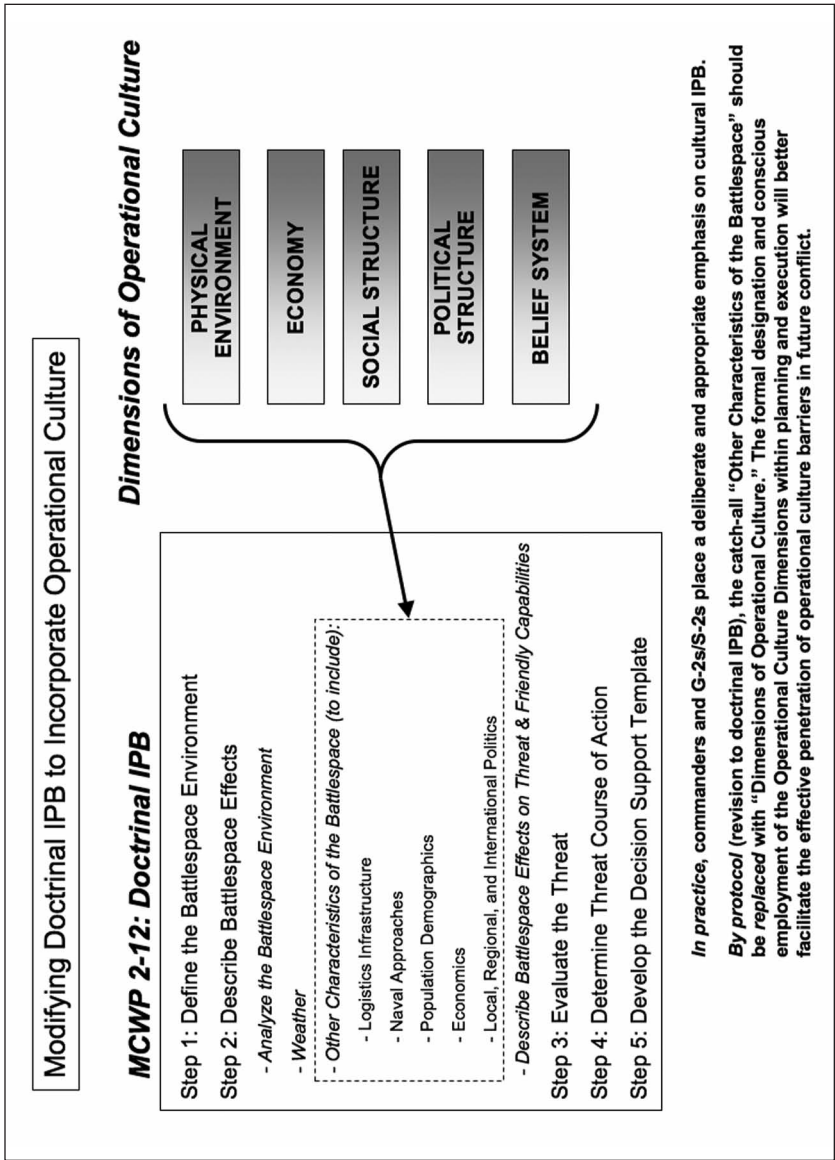 Modifying Doctrinal IPB to Incorporate Operational Culture
MCWP 2-12: Doctrinal IPB
Step 1: Define the Battlespace Environment
Step 2: Describe Battlespace Effects
- Analyze the Battlespace Environment
- Weather
- Other Characteristics of the Battlespace (to include):
- Logistics Infrastructure
- Naval Approaches
- Population Demographics
- Economics
- Local, Regional, and International Politics
- Describe Battlespace Effects on Threat & Friendly Capabilities
Step 3: Evaluate the Threat
Step 4: Determine Threat Course of Action
Step 5: Develop the Decision Support Template
Dimensions of Operational Culture
PHYSICAL
ENVIRONMENT
ECONOMY
SOCIAL STRUCTURE
POLITICAL
STRUCTURE
BELIEF SYSTEM
In practice, commanders and G-2s/S-2s place a deliberate and appropriate emphasis on cultural IPB.
By protocol (revision to doctrinal IPB), the catch-all “Other Characteristics of the Battlespace” should
be replaced with “Dimensions of Operational Culture.” The formal designation and conscious
employment of the Operational Culture Dimensions within planning and execution will better
facilitate the effective penetration of operational culture barriers in future conflict.